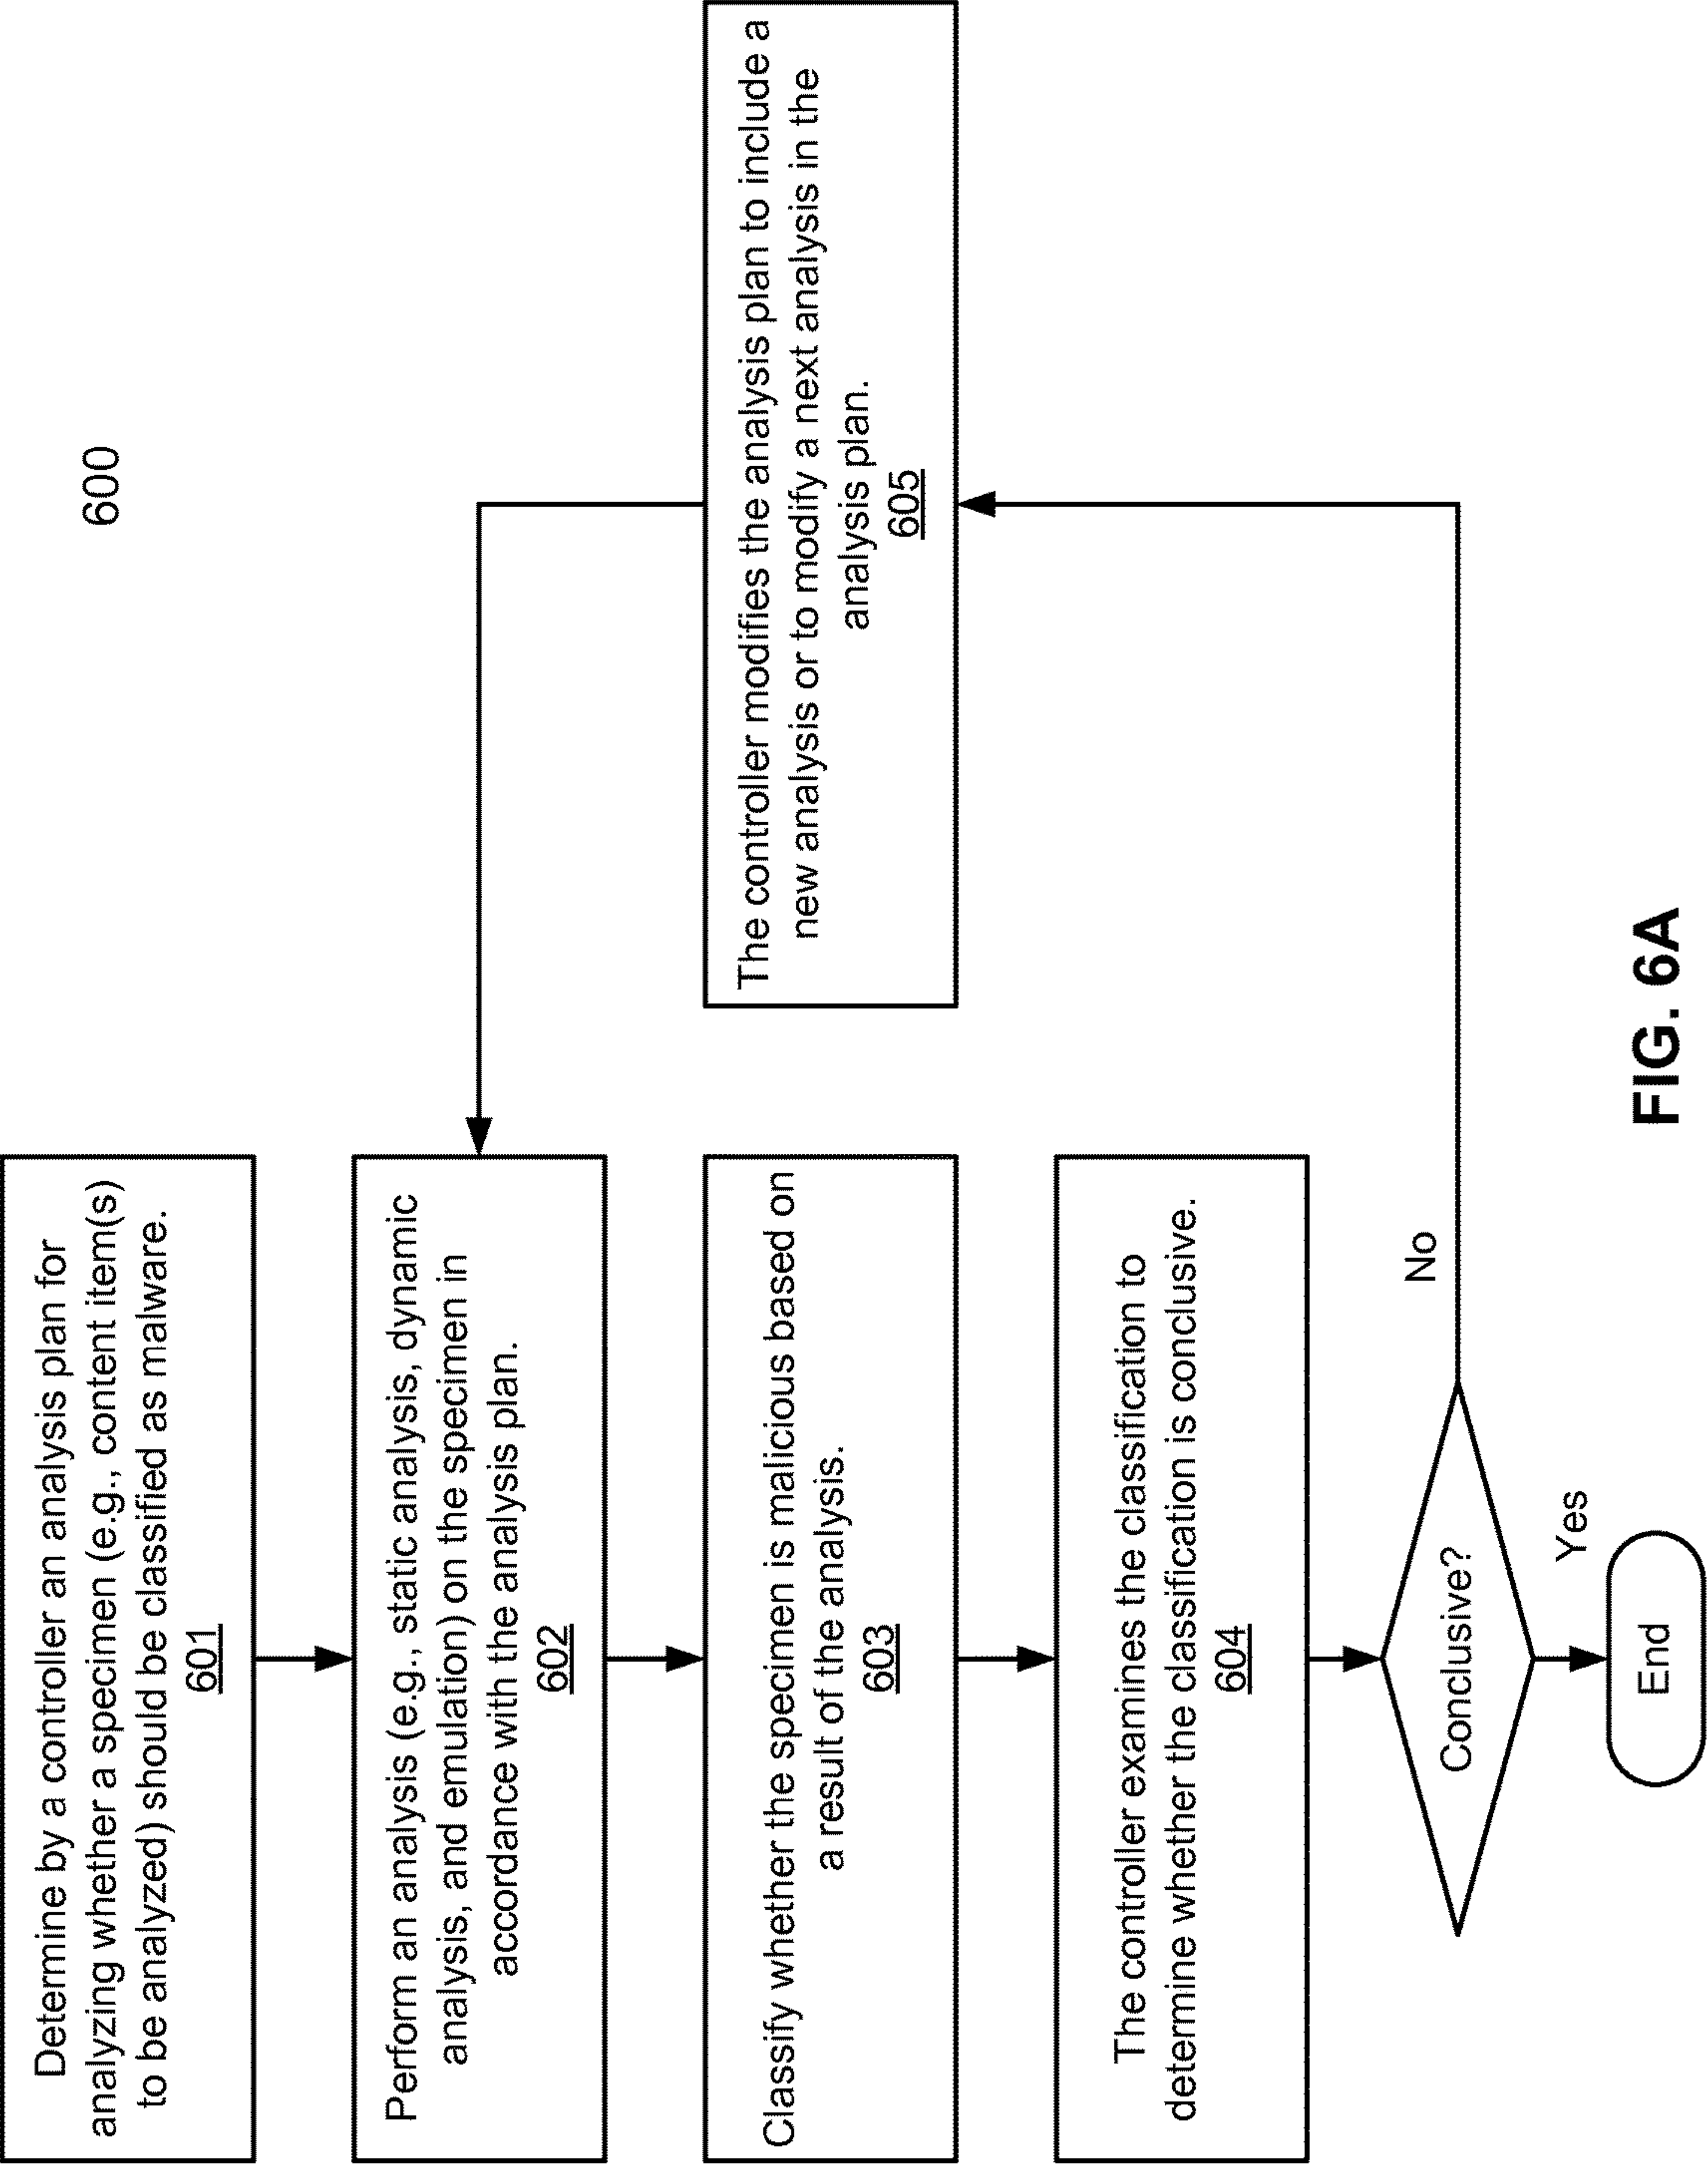 600
Determine by a controller an analysis plan for
analyzing whether a specimen (e.g., content item(s)
to be analyzed) should be classified as malware.
601
Perform an analysis (e.g., static analysis, dynamic
analysis, and emulation) on the specimen in
accordance with the analysis plan.
602
Classify whether the specimen is malicious based on
a result of the analysis.
603
The controller examines the classification to
determine whether the classification is conclusive.
604
Conclusive?
No
Yes
End
The controller modifies the analysis plan to include a
new analysis or to modify a next analysis in the
analysis plan.
605
FIG. 6A